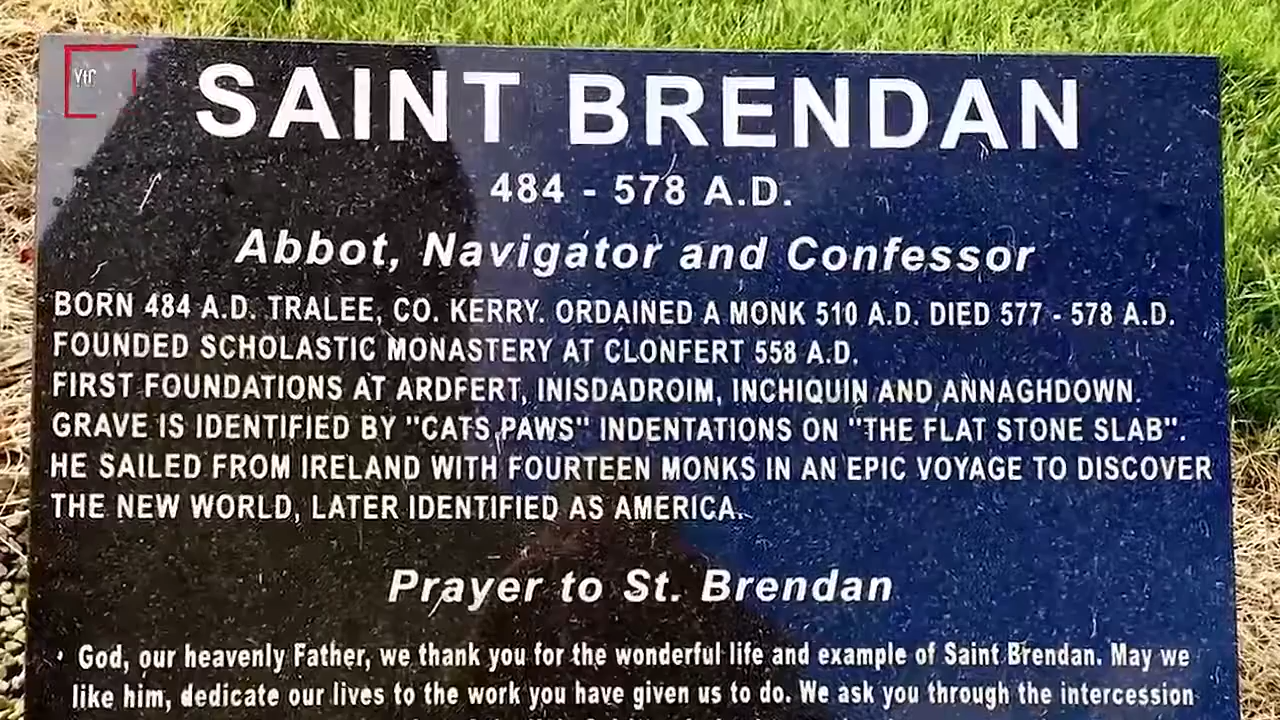 SAINT BRENDAN
484 - 578 A.D.
Abbot, Navigator and Confessor
BORN 484 A.D. TRALEE, CO. KERRY. ORDAINED A MONK 510 A.D. DIED 577 - 578 A.D.
FOUNDED SCHOLASTIC MONASTERY AT CLONFERT 558 A.D.
FIRST FOUNDATIONS AT ARDFERT, INISDADROIM, INCHIQUIN AND ANNAGHDOWN.
GRAVE IS IDENTIFIED BY "CATS PAWS" INDENTATIONS ON "THE FLAT STONE SLAB".
HE SAILED FROM IRELAND WITH FOURTEEN MONKS IN AN EPIC VOYAGE TO DISCOVER
THE NEW WORLD, LATER IDENTIFIED AS AMERICA.
Prayer to St. Brendan
God, our heavenly Father, we thank you for the wonderful life and example of Saint Brendan. May we
like him, dedicate our lives to the work you have given us to do. We ask you through the intercession